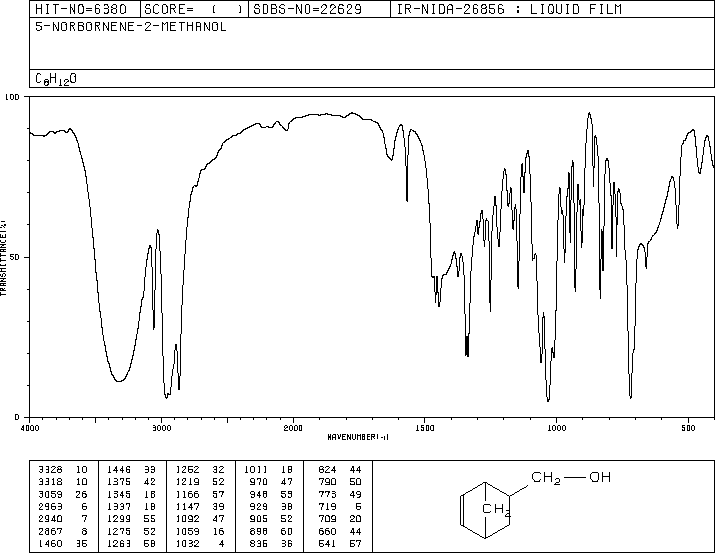 HIT-NO=6380 SCORE= ( ) SDBS-NO=22629 IR-NIDA-26856 : LIQUID FILM
5-NORBORNENE-2-METHANOL
C8H12O
100
50
0
TRANSMITTANCE(%)
4000 3000 2000 1500 1000 500
WAVENUMBER(-1)
3328 10 1446 33 1252 32 1011 18 824 44
3318 10 1375 42 1219 52 970 47 790 50
3059 26 1345 18 1166 57 948 53 773 49
2963 6 1337 18 1147 39 929 38 719 5
2940 7 1299 55 1092 47 905 52 709 20
2867 8 1275 52 1059 16 898 60 660 44
1460 35 1263 58 1032 4 836 36 541 57
CH2 OH
CH2